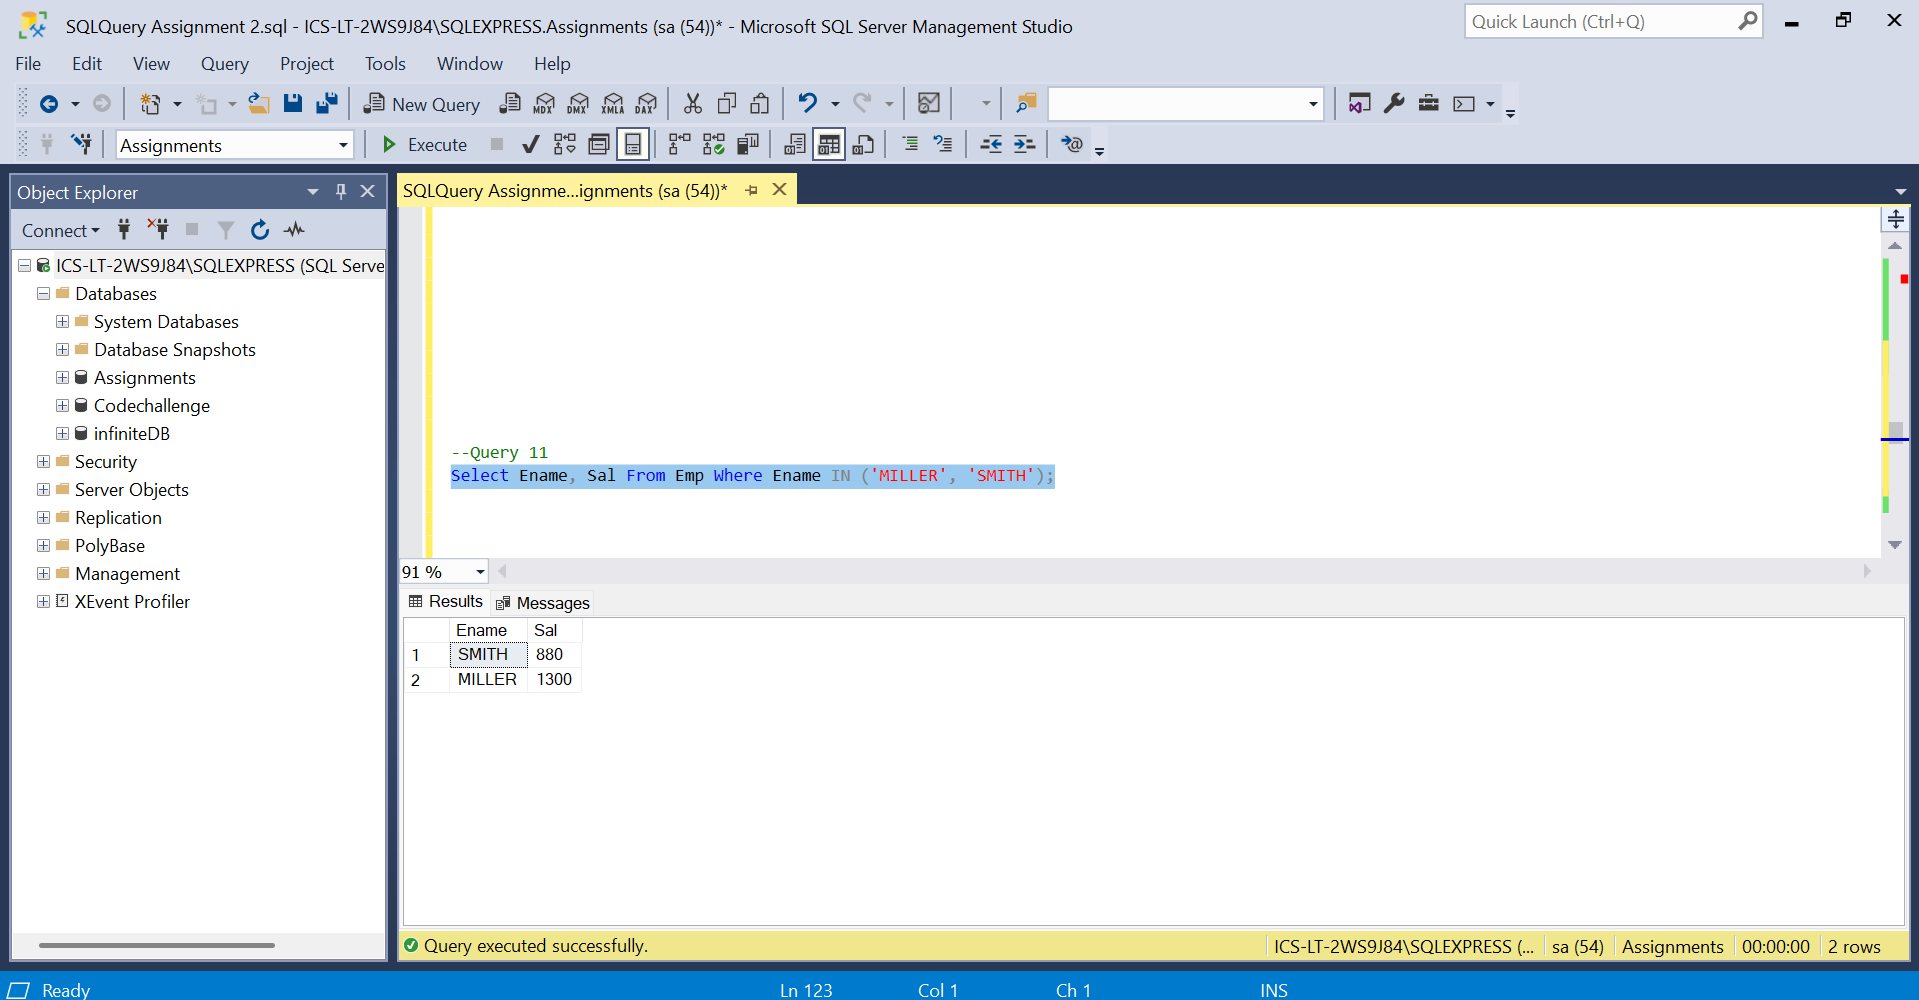 SQLQuery Assignment 2.sql - ICS-LT-2WS9J84\SQLEXPRESS.Assignments (sa (54))* - Microsoft SQL Server Management Studio
Quick Launch (Ctrl+Q)
File Edit View Query Project Tools Window Help
New Query MDX DMX XMLA DAX
Assignments Execute
Object Explorer
Connect
ICS-LT-2WS9J84\SQLEXPRESS (SQL Serve
Databases
System Databases
Database Snapshots
Assignments
Codechallenge
infiniteDB
Security
Server Objects
Replication
PolyBase
Management
XEvent Profiler
SQLQuery Assignme...ignments (sa (54))*
--Query 11
Select Ename, Sal From Emp Where Ename IN ('MILLER', 'SMITH');
91 %
Results Messages
Ename Sal
1 SMITH 880
2 MILLER 1300
Query executed successfully.
ICS-LT-2WS9J84\SQLEXPRESS (... sa (54) Assignments 00:00:00 2 rows
Ready Ln 123 Col 1 Ch 1 INS